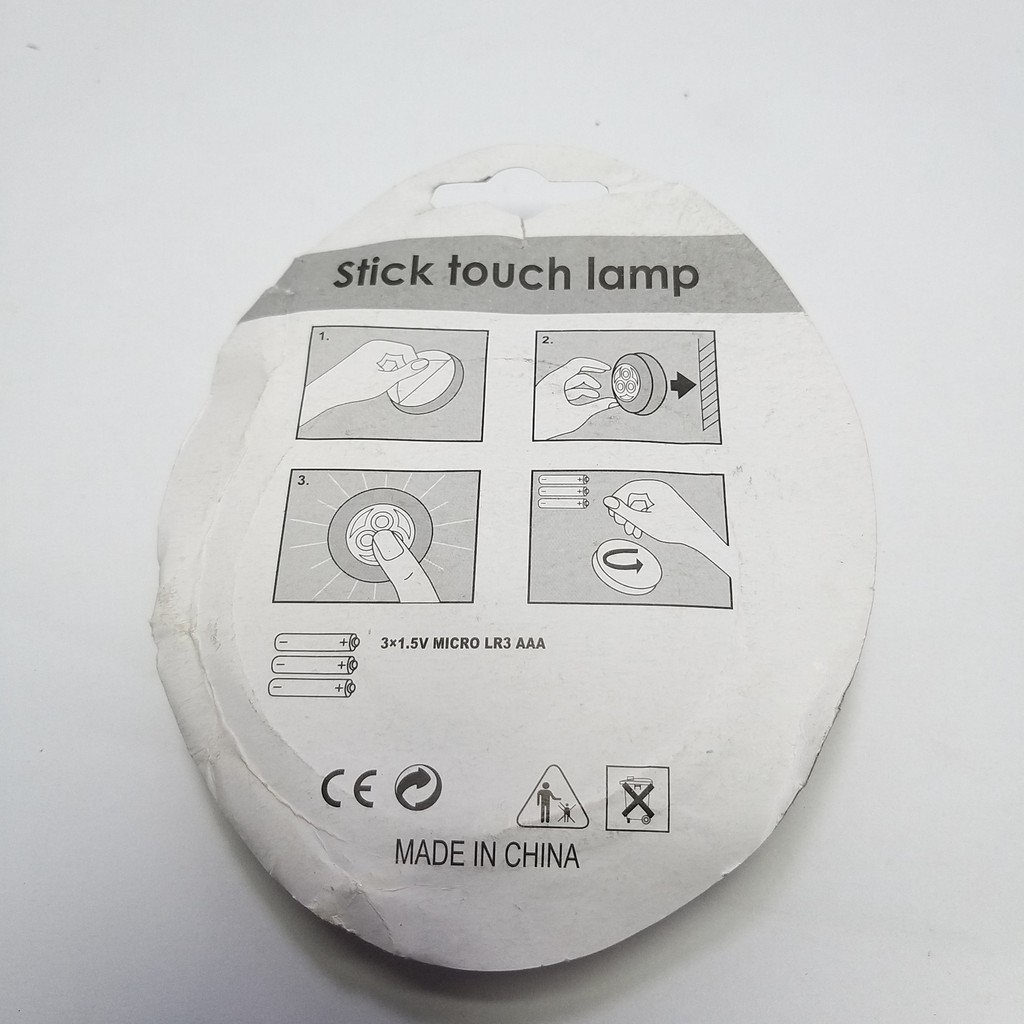 stick touch lamp
1.
2.
3.
3×1.5V MICRO LR3 AAA
CE
MADE IN CHINA